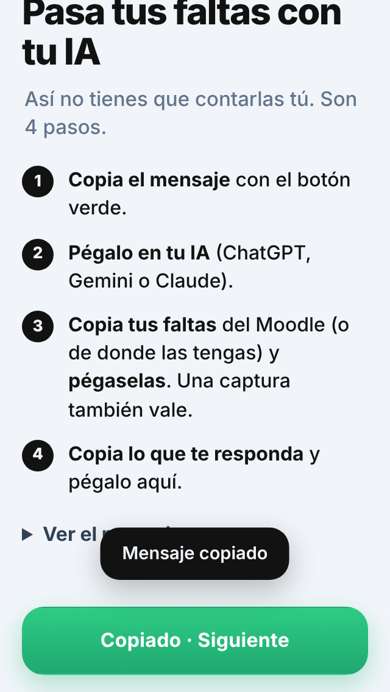 Pasa tus faltas con
tu IA
Así no tienes que contarlas tú. Son
4 pasos.
1 Copia el mensaje con el botón
verde.
2 Pégalo en tu IA (ChatGPT,
Gemini o Claude).
3 Copia tus faltas del Moodle (o
de donde las tengas) y
pégaselas. Una captura
también vale.
4 Copia lo que te responda y
pégalo aquí.
Ver el
Mensaje copiado
Copiado · Siguiente